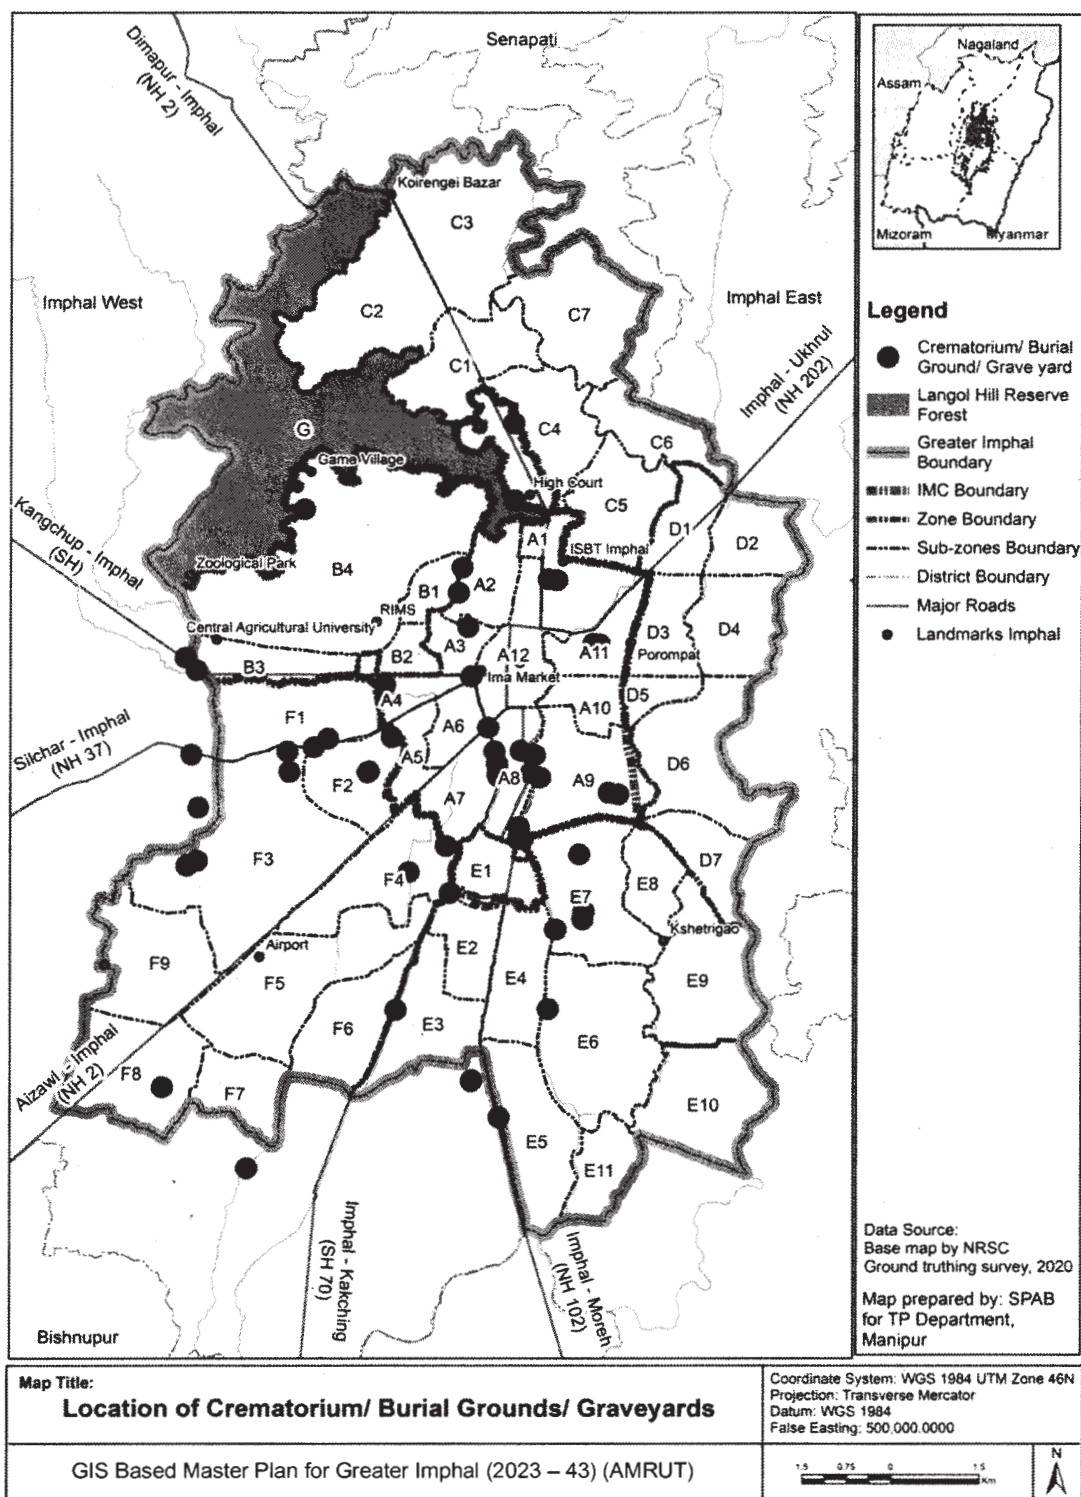 Senapati
Dimapur - Imphal
(NH 2)
Koirengei Bazar
C3
Imphal West
C2
C7
Imphal East
C1
Imphal - Ukhrul
(NH 202)
C4
C6
G
Game Village
High Court
C5
Kangchup - Imphal
(SH)
Zoological Park
B4
A1
ISBT Imphal
D1
D2
B1
A2
RIMS
Central Agricultural University
B2
A3
A12
A11
D3
Porompat
D4
B3
Ima Market
A4
D5
Silchar - Imphal
(NH 37)
F1
A6
A10
A5
F2
A8
A9
D6
A7
F3
F4
E1
E7
E8
D7
Kshetrigao
F9
Airport
F5
E2
E4
E9
F6
E3
E6
Aizawl - Imphal
(NH 2)
F8
F7
E10
E5
E11
Imphal - Kakching
(SH 70)
Imphal - Moreh
(NH 102)
Bishnupur
Nagaland
Assam
Mizoram
Myanmar
Legend
Crematorium/ Burial
Ground/ Grave yard
Langol Hill Reserve
Forest
Greater Imphal
Boundary
IMC Boundary
Zone Boundary
Sub-zones Boundary
District Boundary
Major Roads
Landmarks Imphal
Data Source:
Base map by NRSC
Ground truthing survey, 2020
Map prepared by: SPAB
for TP Department,
Manipur
Map Title:
Location of Crematorium/ Burial Grounds/ Graveyards
GIS Based Master Plan for Greater Imphal (2023 – 43) (AMRUT)
Coordinate System: WGS 1984 UTM Zone 46N
Projection: Transverse Mercator
Datum: WGS 1984
False Easting: 500,000.0000
1.5 0.75 0 1.5
Km
N